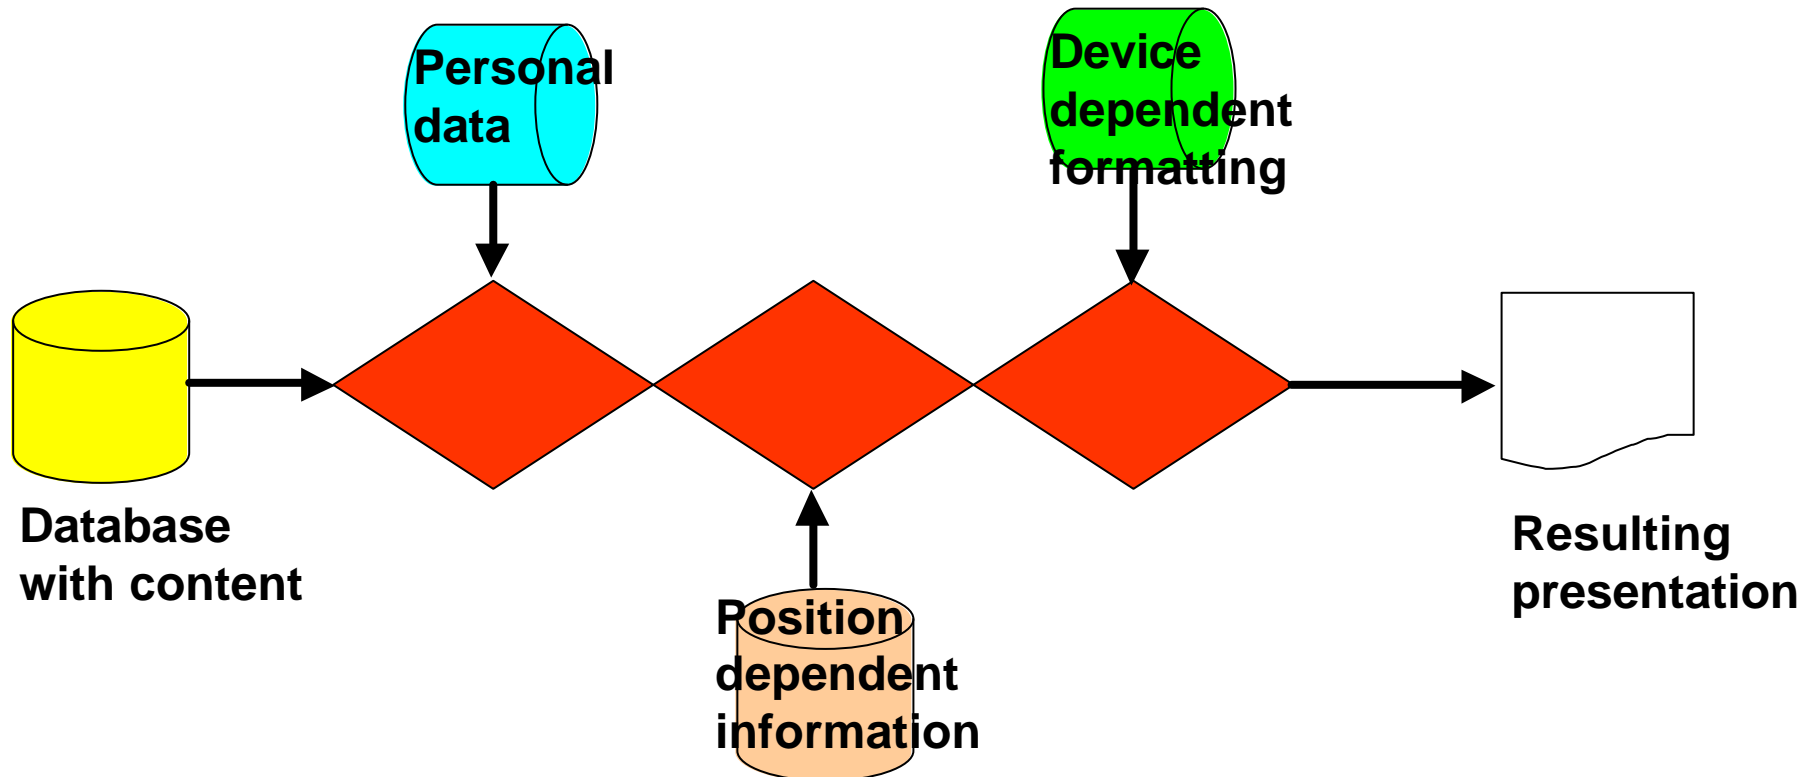 Personal
data
Device
dependent
formatting
Database
with content
Position
dependent
information
Resulting
presentation